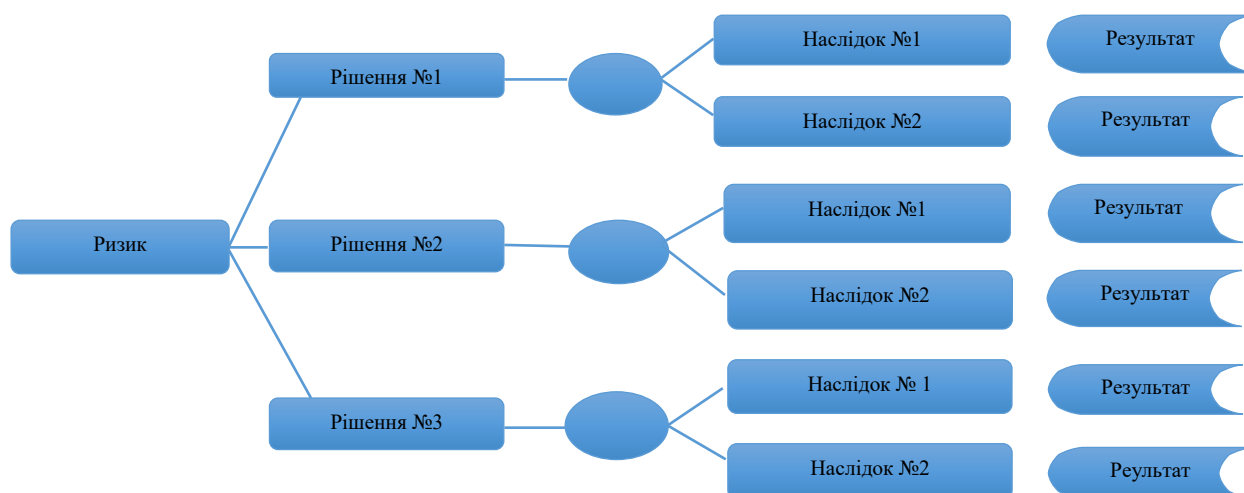 Наслідок №1
Результат
Рішення №1
Наслідок №2
Результат
Наслідок №1
Результат
Ризик
Рішення №2
Наслідок №2
Результат
Наслідок № 1
Результат
Рішення №3
Наслідок №2
Реультат